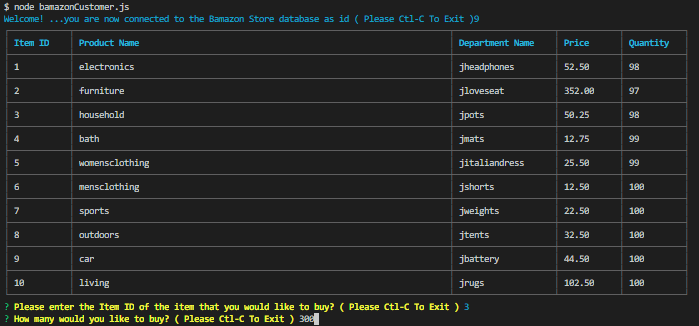 $ node bamazonCustomer.js
Welcome! ...you are now connected to the Bamazon Store database as id ( Please Ctl-C To Exit )9
Item ID Product Name Department Name Price Quantity
1 electronics jheadphones 52.50 98
2 furniture jloveseat 352.00 97
3 household jpots 50.25 98
4 bath jmats 12.75 99
5 womensclothing jitaliandress 25.50 99
6 mensclothing jshorts 12.50 100
7 sports jweights 22.50 100
8 outdoors jtents 32.50 100
9 car jbattery 44.50 100
10 living jrugs 102.50 100
? Please enter the Item ID of the item that you would like to buy? ( Please Ctl-C To Exit ) 3
? How many would you like to buy? ( Please Ctl-C To Exit ) 300